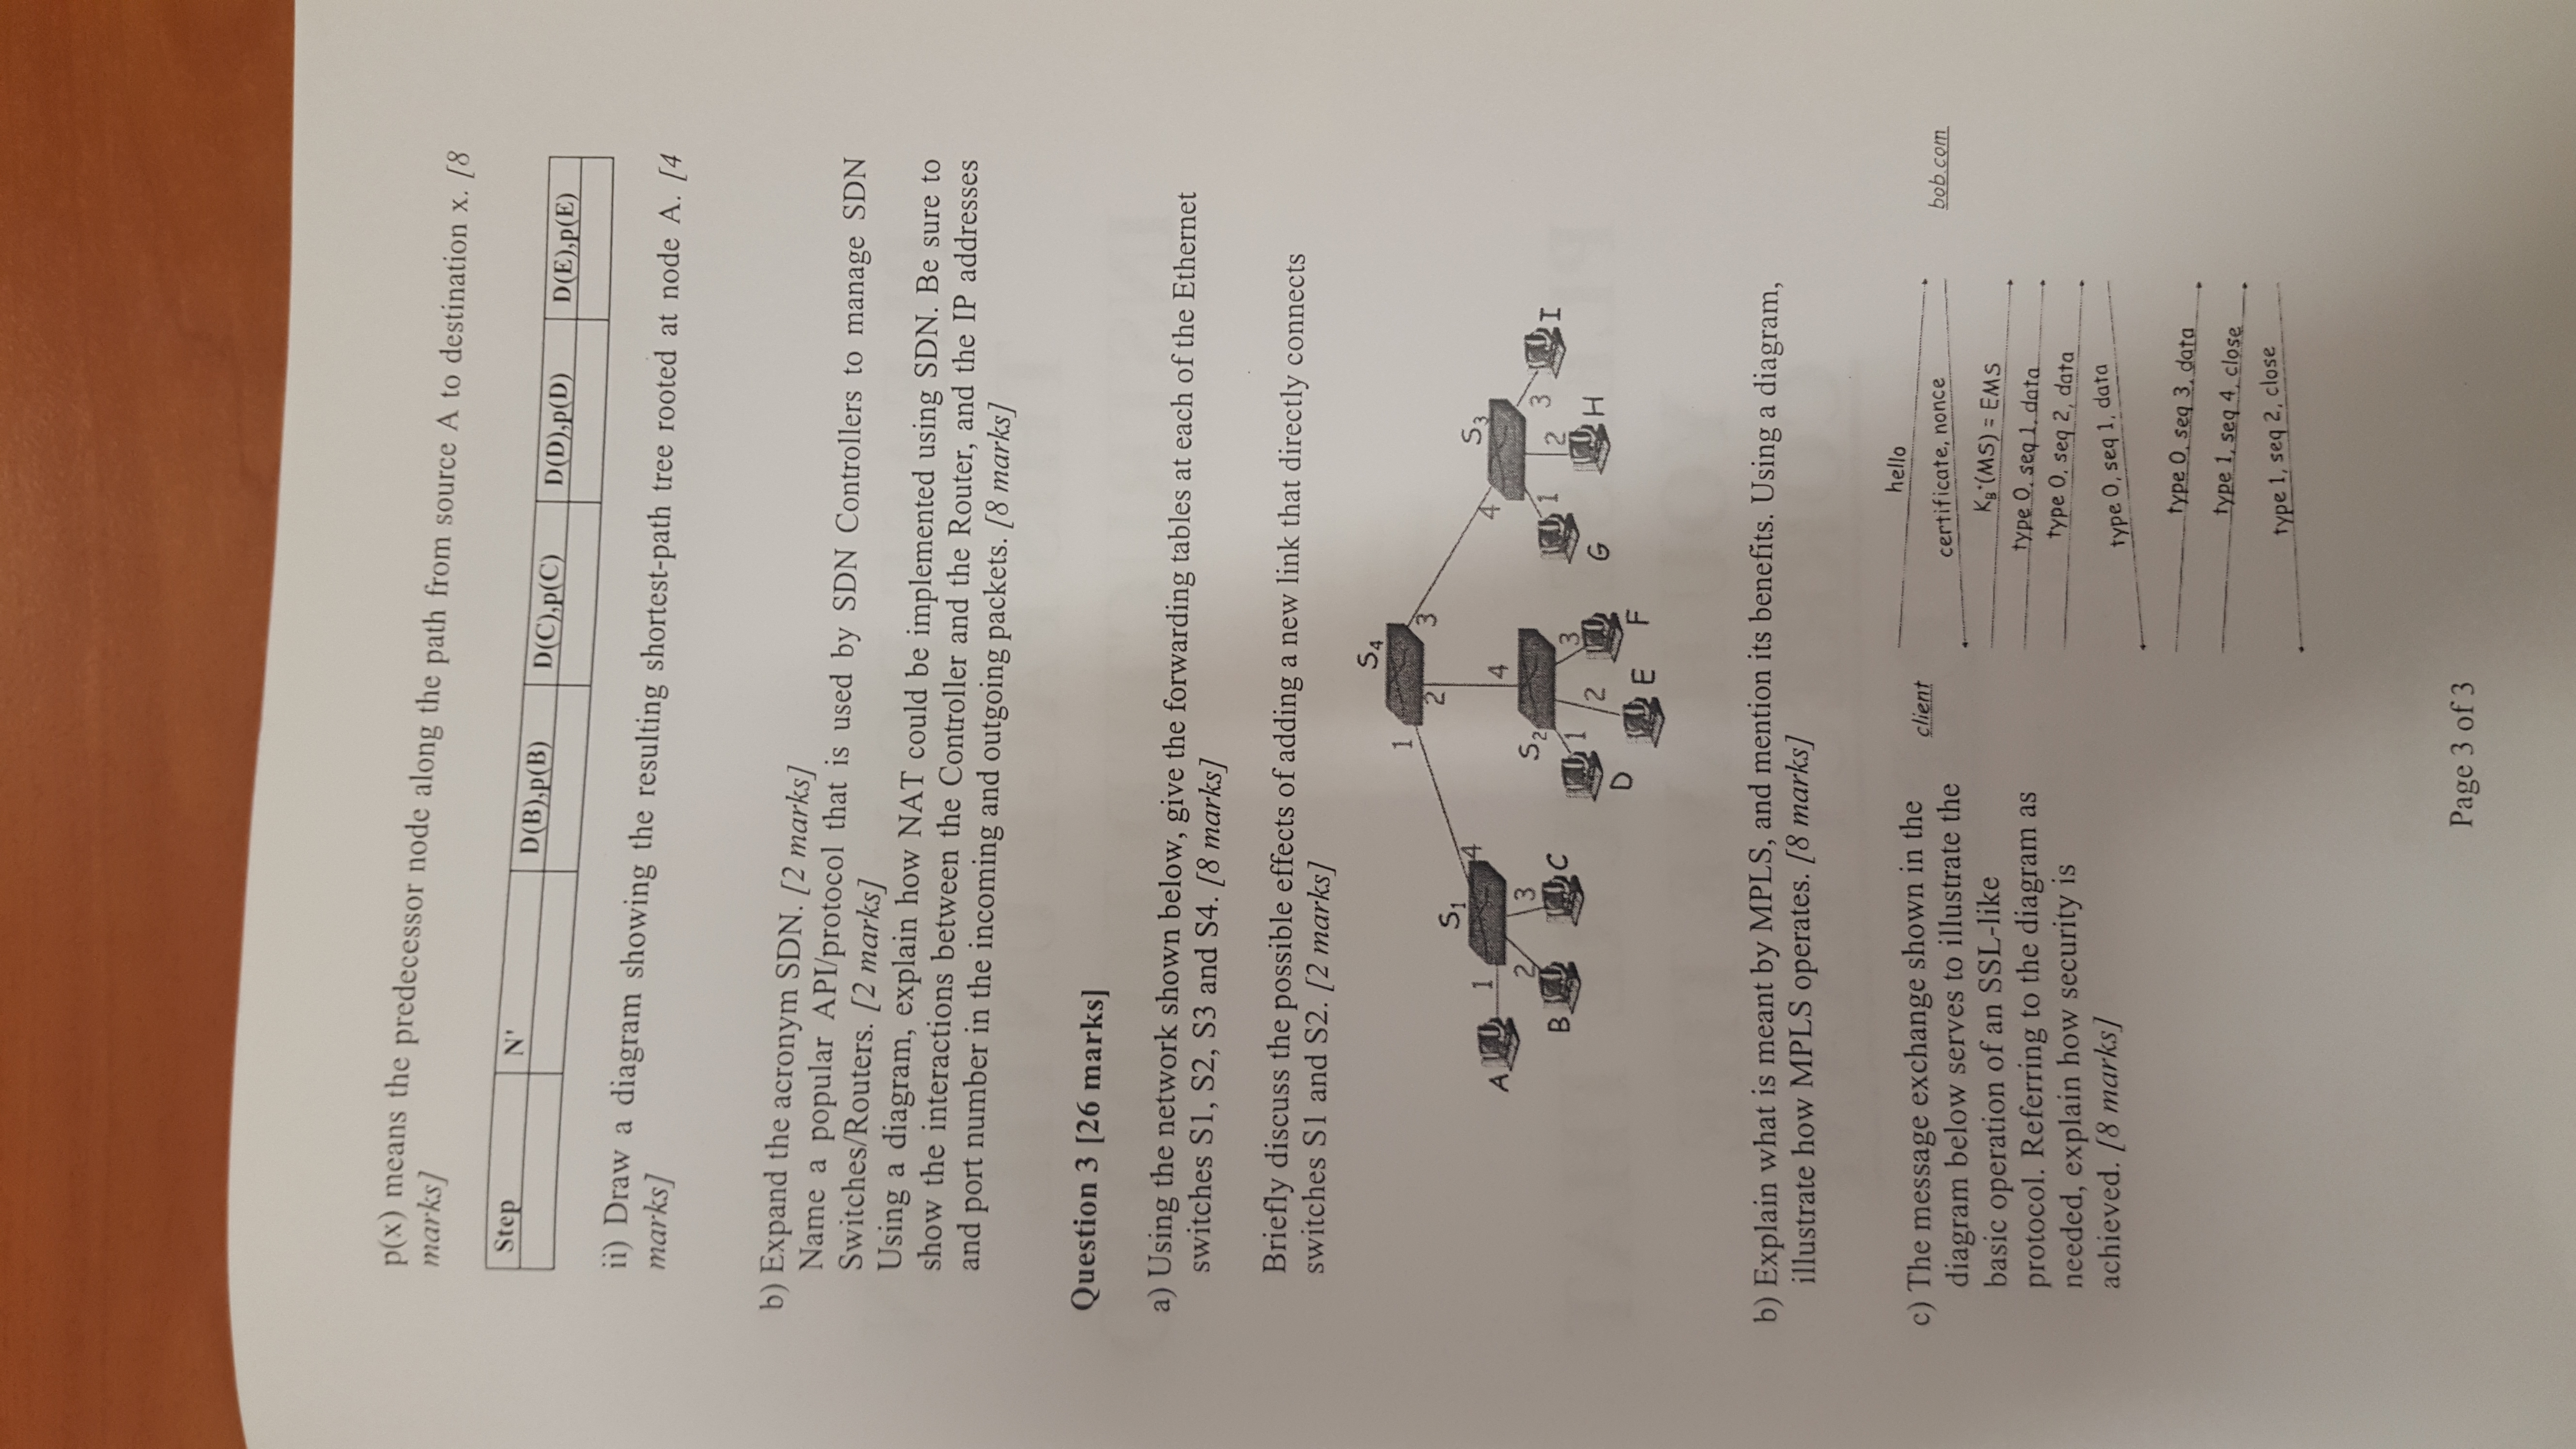 p(x) means the predecessor node along the path from source A to destination x. [8
marks]
Step N' D(B),p(B) D(C),p(C) D(D),p(D) D(E),p(E)
ii) Draw a diagram showing the resulting shortest-path tree rooted at node A. [4
marks]
b) Expand the acronym SDN. [2 marks]
Name a popular API/protocol that is used by SDN Controllers to manage SDN
Switches/Routers. [2 marks]
Using a diagram, explain how NAT could be implemented using SDN. Be sure to
show the interactions between the Controller and the Router, and the IP addresses
and port number in the incoming and outgoing packets. [8 marks]
Question 3 [26 marks]
a) Using the network shown below, give the forwarding tables at each of the Ethernet
switches S1, S2, S3 and S4. [8 marks]
Briefly discuss the possible effects of adding a new link that directly connects
switches S1 and S2. [2 marks]
S4
1
2
3
S1
4
A
1
2
3
B
C
4
S2
1
2
3
D
E
F
S3
4
1
2
3
G
H
I
b) Explain what is meant by MPLS, and mention its benefits. Using a diagram,
illustrate how MPLS operates. [8 marks]
c) The message exchange shown in the
diagram below serves to illustrate the
basic operation of an SSL-like
protocol. Referring to the diagram as
needed, explain how security is
achieved. [8 marks]
client
bob.com
hello
certificate, nonce
KB+(MS) = EMS
type 0, seq 1, data
type 0, seq 2, data
type 0, seq 1, data
type 0, seq 3, data
type 1, seq 4, close
type 1, seq 2, close
Page 3 of 3